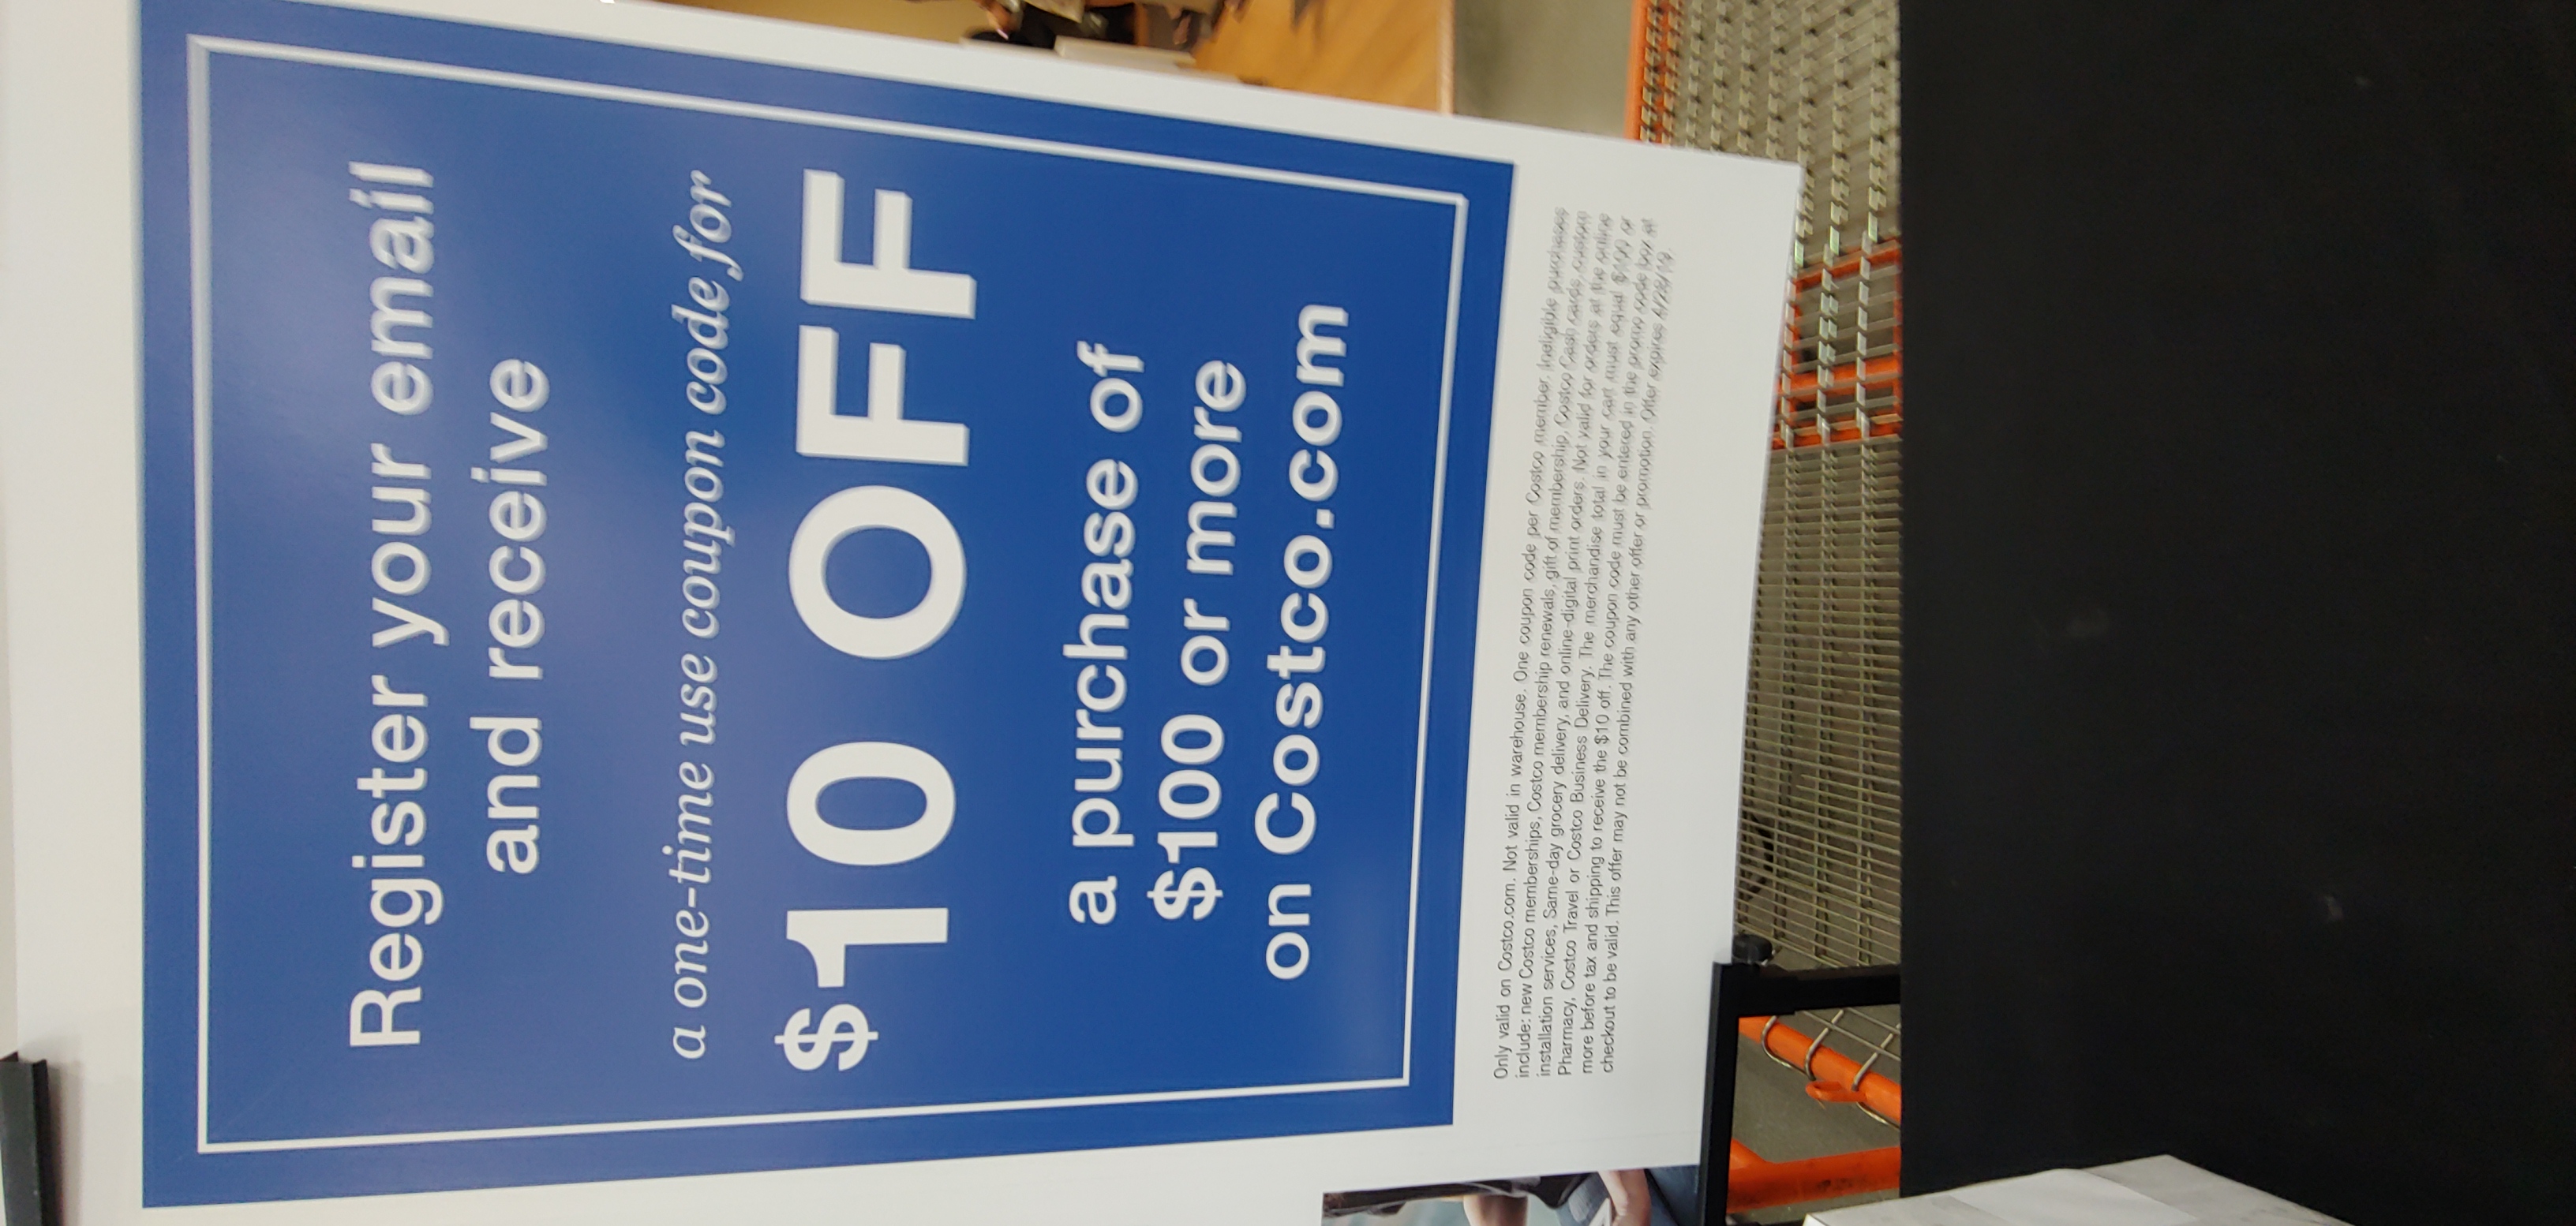 Register your email
and receive
a one-time use coupon code for
$10 OFF
a purchase of
$100 or more
on Costco.com
Only valid on Costco.com. Not valid in warehouse. One coupon code per Costco member. Ineligible purchases
include: new Costco memberships, Costco membership renewals, gift of membership, Costco Cash cards, custom
installation services, Same-day grocery delivery, and online-digital print orders. Not valid for orders at the online
Pharmacy, Costco Travel or Costco Business Delivery. The merchandise total in your cart must equal $100 or
more before tax and shipping to receive the $10 off. The coupon code must be entered in the promo code box at
checkout to be valid. This offer may not be combined with any other offer or promotion. Offer expires